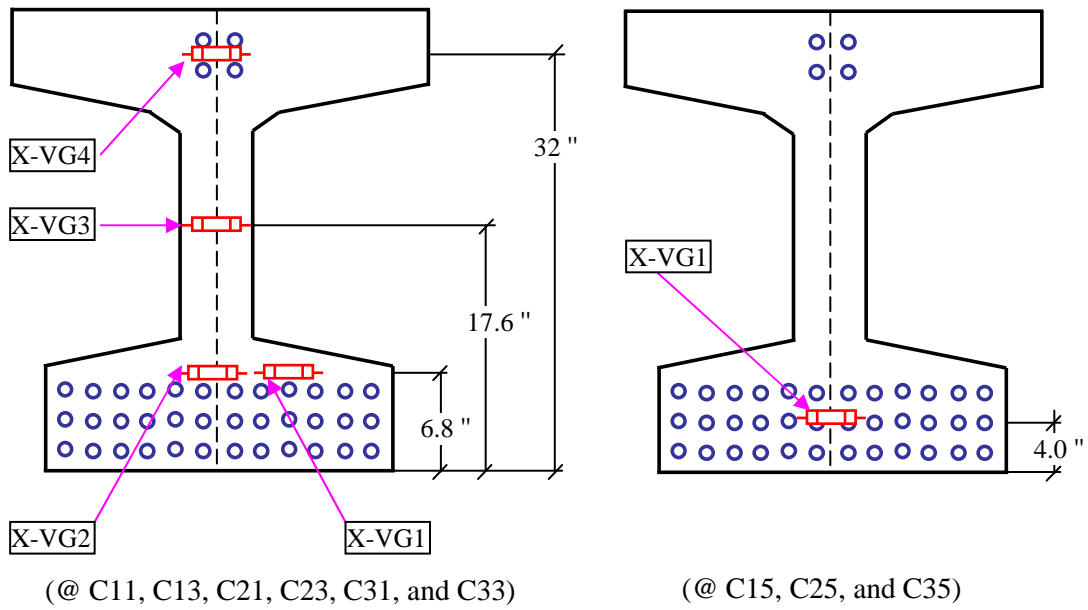 X-VG4
32 "
X-VG3
17.6 "
6.8 "
X-VG2
X-VG1
(@ C11, C13, C21, C23, C31, and C33)
X-VG1
4.0 "
(@ C15, C25, and C35)